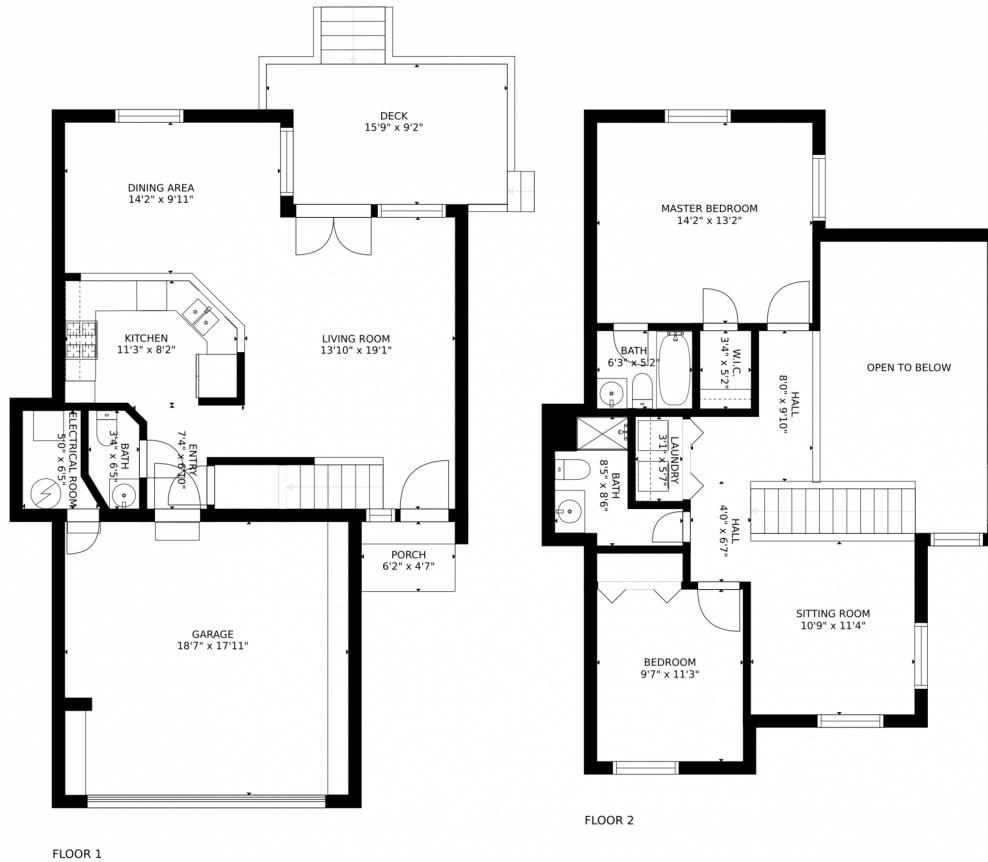 DECK
15'9" x 9'2"
DINING AREA
14'2" x 9'11"
KITCHEN
11'3" x 8'2"
LIVING ROOM
13'10" x 19'1"
ELECTRICAL ROOM
5'0" x 6'5"
BATH
3'4" x 6'5"
ENTRY
7'4" x 6'10"
PORCH
6'2" x 4'7"
GARAGE
18'7" x 17'11"
FLOOR 1
MASTER BEDROOM
14'2" x 13'2"
BATH
6'3" x 5'2"
W.I.C.
3'4" x 5'2"
HALL
8'0" x 9'10"
OPEN TO BELOW
LAUNDRY
3'1" x 5'7"
BATH
8'5" x 8'6"
HALL
4'0" x 6'7"
SITTING ROOM
10'9" x 11'4"
BEDROOM
9'7" x 11'3"
FLOOR 2